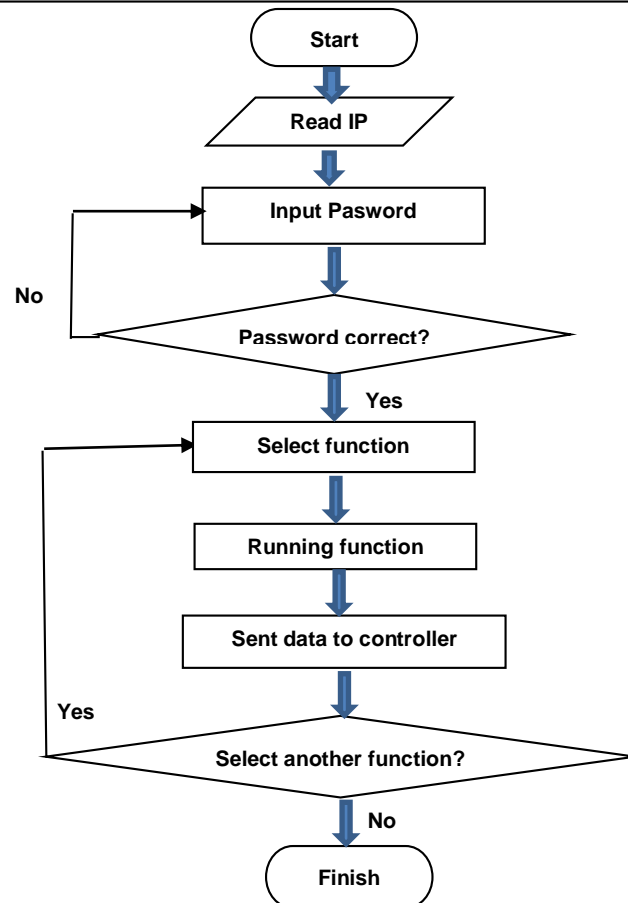 Start
Read IP
Input Pasword
No
Password correct?
Yes
Select function
Running function
Sent data to controller
Yes
Select another function?
No
Finish